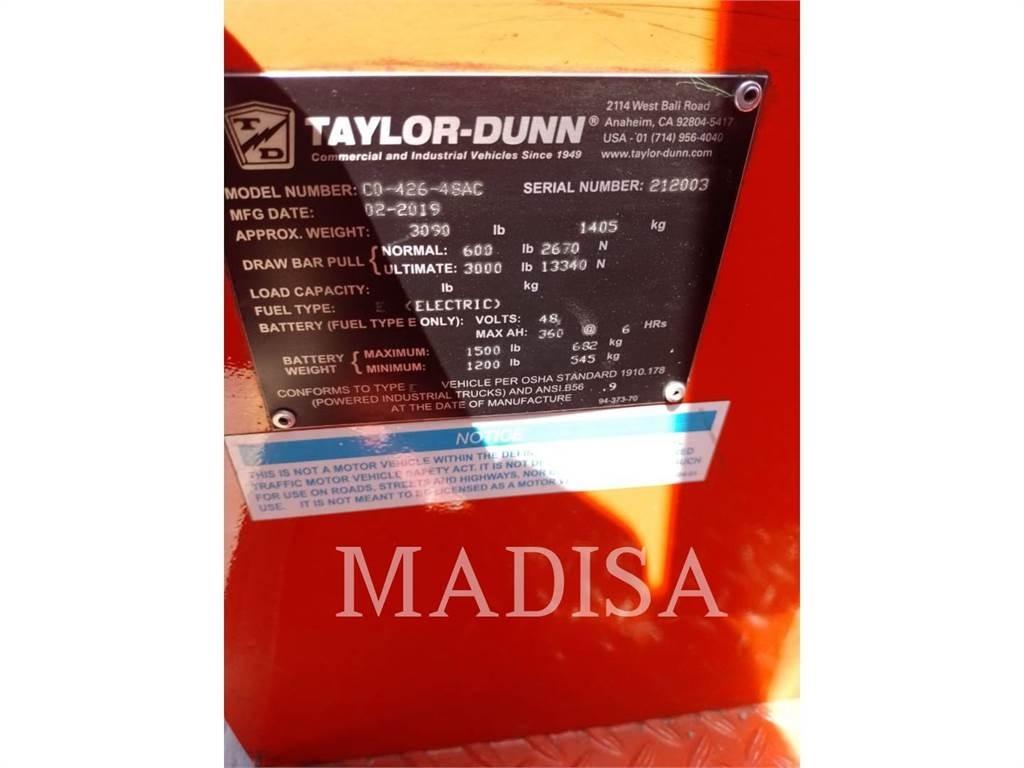 TD
TAYLOR-DUNN®
Commercial and Industrial Vehicles Since 1949
2114 West Ball Road
Anaheim, CA 92804-5417
USA - 01 (714) 956-4040
www.taylor-dunn.com
MODEL NUMBER: CO-426-48AC SERIAL NUMBER: 212003
MFG DATE: 02-2019
APPROX. WEIGHT: 3090 lb 1405 kg
DRAW BAR PULL { NORMAL: 600 lb 2670 N
ULTIMATE: 3000 lb 13340 N
LOAD CAPACITY: lb kg
FUEL TYPE: E (ELECTRIC)
BATTERY (FUEL TYPE E ONLY): VOLTS: 48
MAX AH: 360 @ 6 HRs
BATTERY WEIGHT { MAXIMUM: 1500 lb 682 kg
MINIMUM: 1200 lb 545 kg
CONFORMS TO TYPE E VEHICLE PER OSHA STANDARD 1910.178
(POWERED INDUSTRIAL TRUCKS) AND ANSI.B56 .9
AT THE DATE OF MANUFACTURE 94-373-70
NOTICE
THIS IS NOT A MOTOR VEHICLE WITHIN THE
TRAFFIC MOTOR VEHICLE SAFETY ACT. IT IS NOT
FOR USE ON ROADS, STREETS AND HIGHWAYS, NOR
USE. IT IS NOT MEANT TO BE LICENSED AS A MOTOR
MADISA